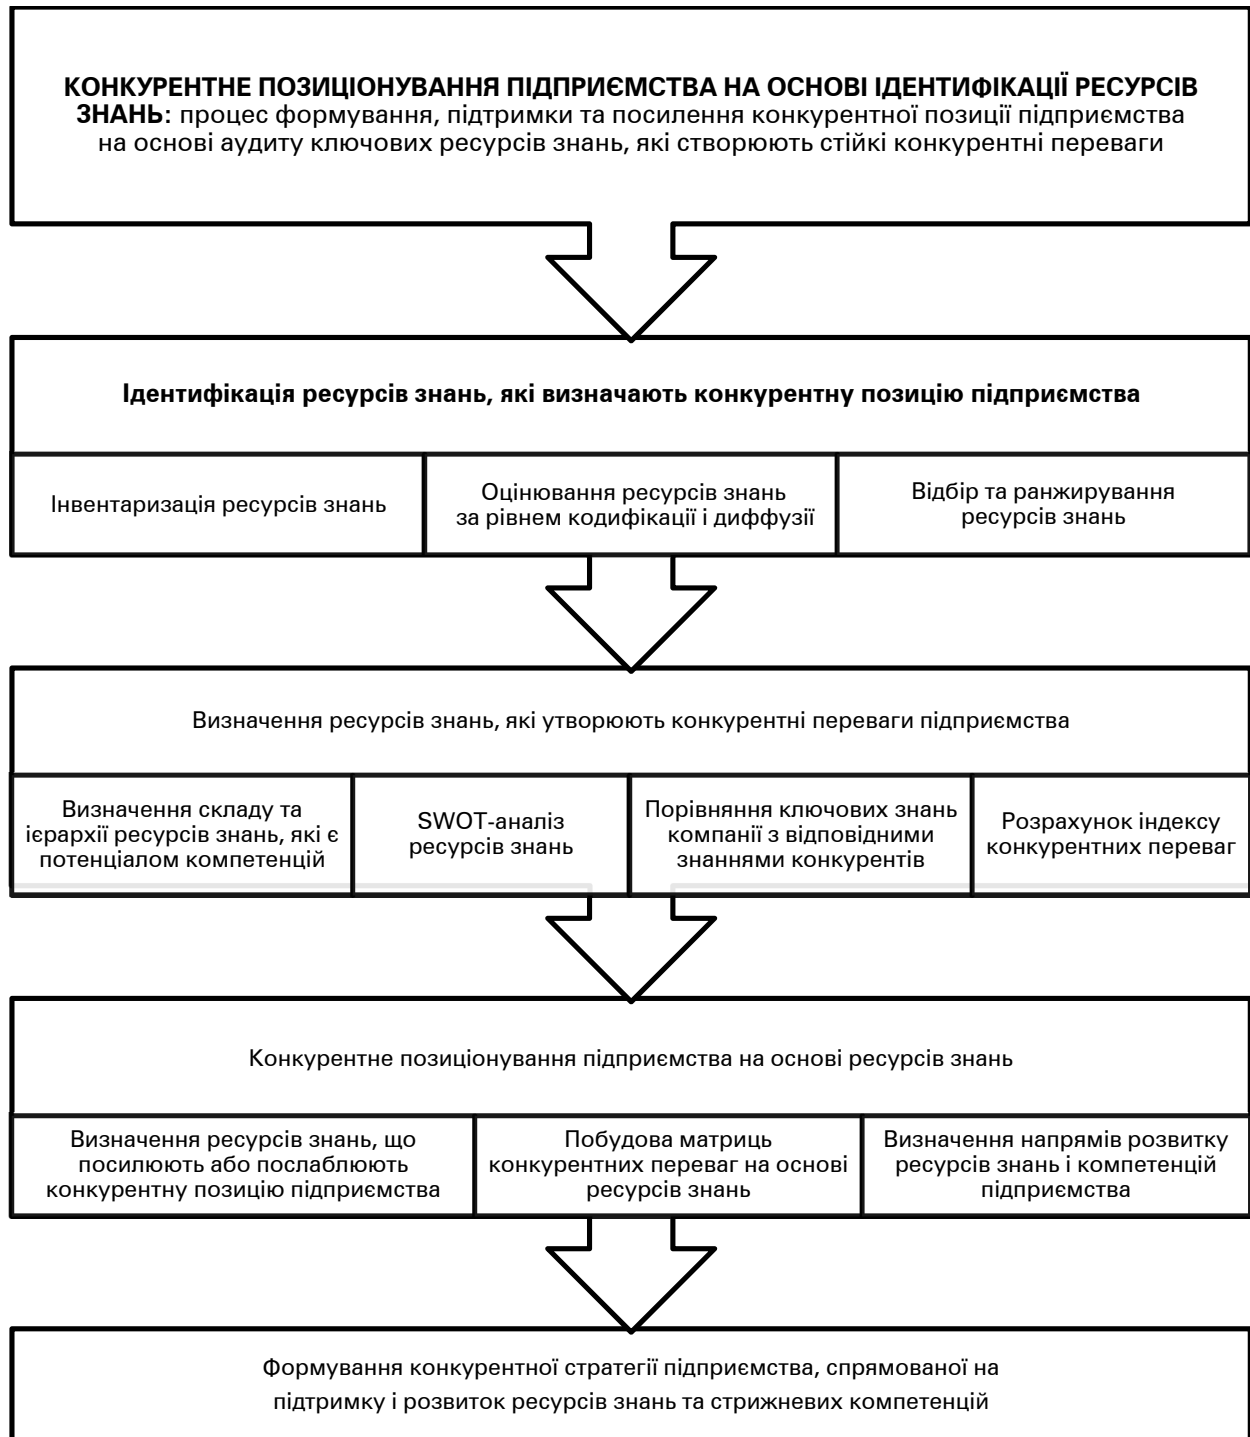 КОНКУРЕНТНЕ ПОЗИЦІОНУВАННЯ ПІДПРИЄМСТВА НА ОСНОВІ ІДЕНТИФІКАЦІЇ РЕСУРСІВ
ЗНАНЬ: процес формування, підтримки та посилення конкурентної позиції підприємства
на основі аудиту ключових ресурсів знань, які створюють стійкі конкурентні переваги
Ідентифікація ресурсів знань, які визначають конкурентну позицію підприємства
Інвентаризація ресурсів знань
Оцінювання ресурсів знань
за рівнем кодифікації і диффузії
Відбір та ранжирування
ресурсів знань
Визначення ресурсів знань, які утворюють конкурентні переваги підприємства
Визначення складу та
ієрархії ресурсів знань, які є
потенціалом компетенцій
SWOT-аналіз
ресурсів знань
Порівняння ключових знань
компанії з відповідними
знаннями конкурентів
Розрахунок індексу
конкурентних переваг
Конкурентне позиціонування підприємства на основі ресурсів знань
Визначення ресурсів знань, що
посилюють або послаблюють
конкурентну позицію підприємства
Побудова матриць
конкурентних переваг на основі
ресурсів знань
Визначення напрямів розвитку
ресурсів знань і компетенцій
підприємства
Формування конкурентної стратегії підприємства, спрямованої на
підтримку і розвиток ресурсів знань та стрижневих компетенцій